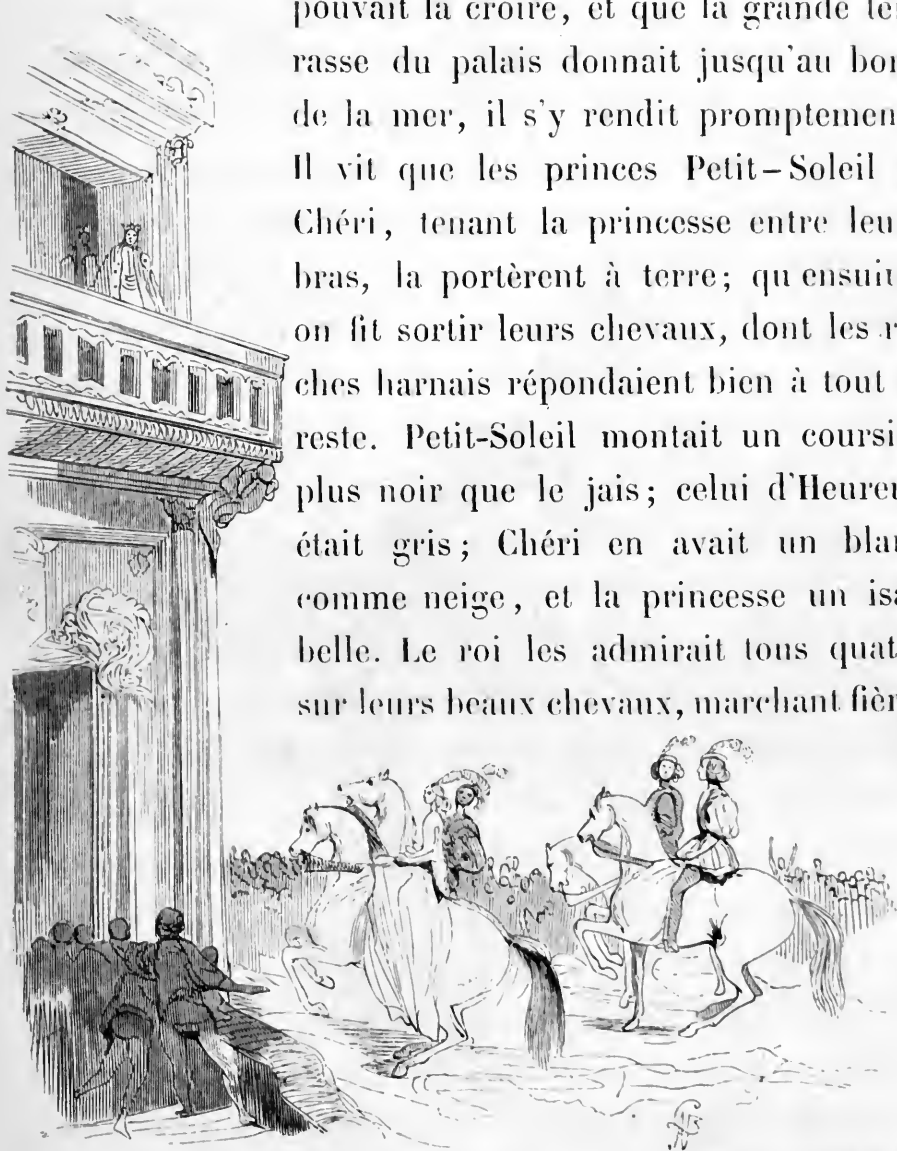 pouvait la croire, et que la grande ter
rasse du palais donnait jusqu'au bor
de la mer, il s'y rendit promptemen
Il vit que les princes Petit-Soleil
Chéri, tenant la princesse entre leu
bras, la portèrent à terre; qu'ensui
on fit sortir leurs chevaux, dont les r
ches harnais répondaient bien à tout
reste. Petit-Soleil montait un coursi
plus noir que le jais; celui d'Heureu
était gris; Chéri en avait un blan
comme neige, et la princesse un isa
belle. Le roi les admirait tous quat
sur leurs beaux chevaux, marchant fièr